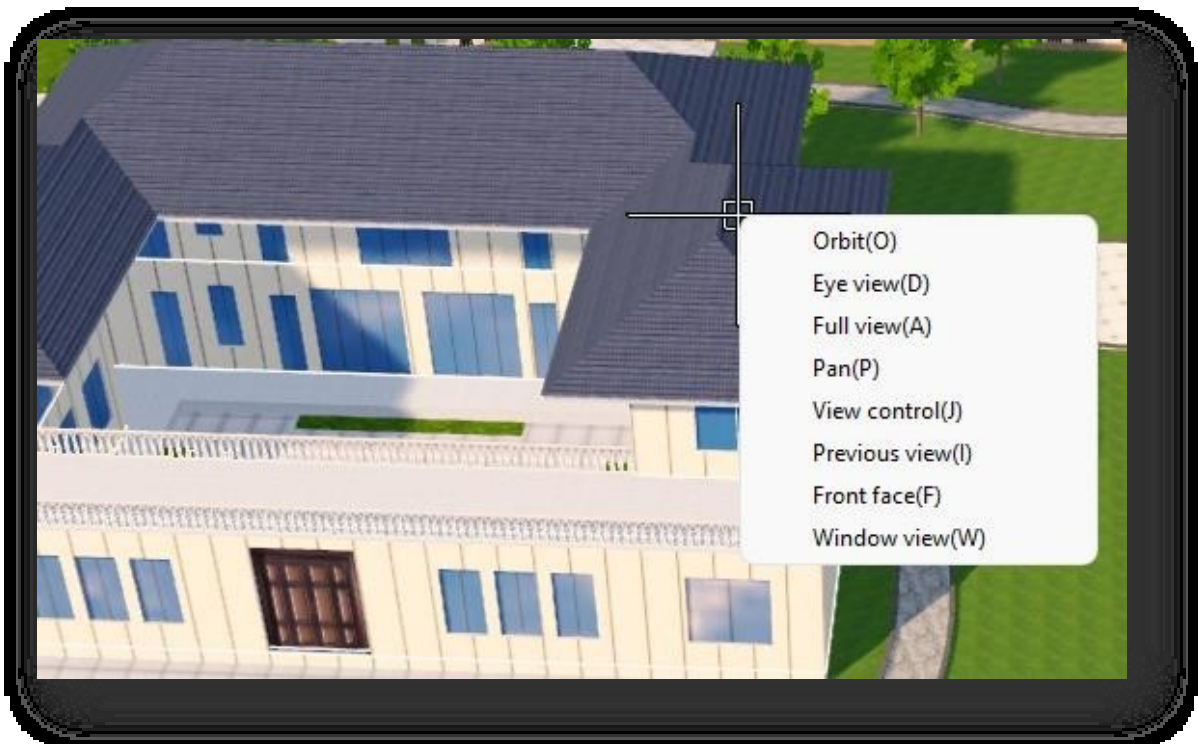 Orbit(O)
Eye view(D)
Full view(A)
Pan(P)
View control(J)
Previous view(I)
Front face(F)
Window view(W)